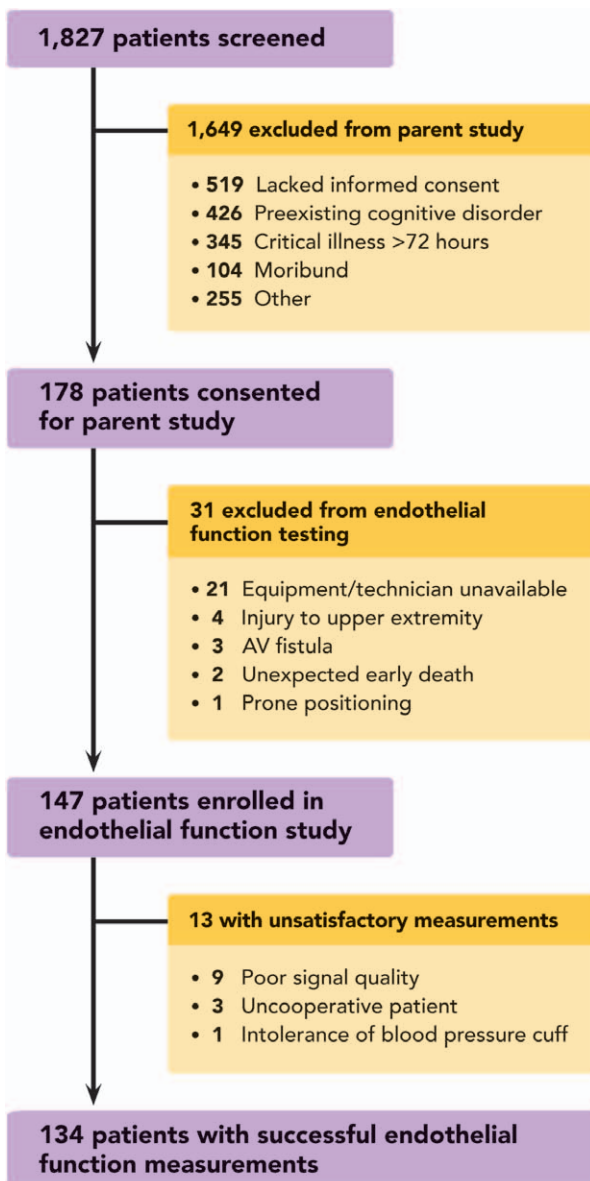 1,827 patients screened
1,649 excluded from parent study
• 519 Lacked informed consent
• 426 Preexisting cognitive disorder
• 345 Critical illness >72 hours
• 104 Moribund
• 255 Other
178 patients consented
for parent study
31 excluded from endothelial
function testing
• 21 Equipment/technician unavailable
• 4 Injury to upper extremity
• 3 AV fistula
• 2 Unexpected early death
• 1 Prone positioning
147 patients enrolled in
endothelial function study
13 with unsatisfactory measurements
• 9 Poor signal quality
• 3 Uncooperative patient
• 1 Intolerance of blood pressure cuff
134 patients with successful endothelial
function measurements